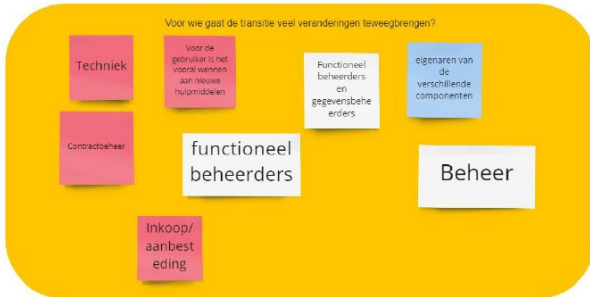 Voor wie gaat de transitie veel veranderingen teweegbrengen?
Techniek
Voor de
gebruiker is het
vooral wennen
aan nieuwe
hulpmiddelen
Functioneel
beheerders
en
gegevensbehe
erders
eigenaren van
de
verschillende
componenten
Contractbeheer
functioneel
beheerders
Beheer
Inkoop/
aanbest
eding